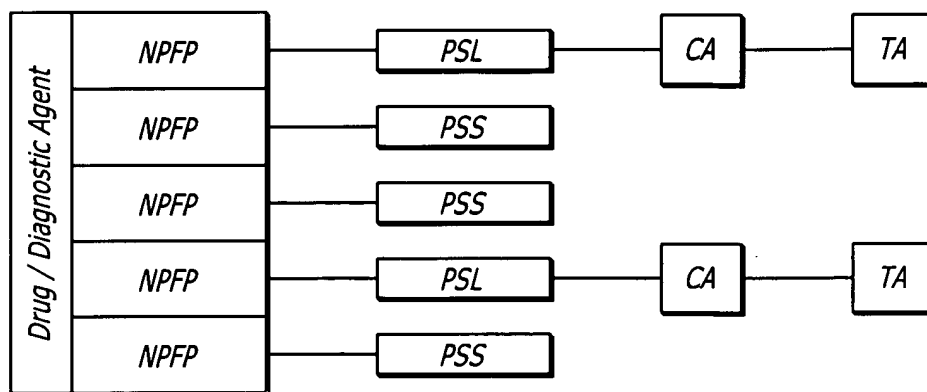 Drug / Diagnostic Agent
NPFP PSL CA TA
NPFP PSS
NPFP PSS
NPFP PSL CA TA
NPFP PSS